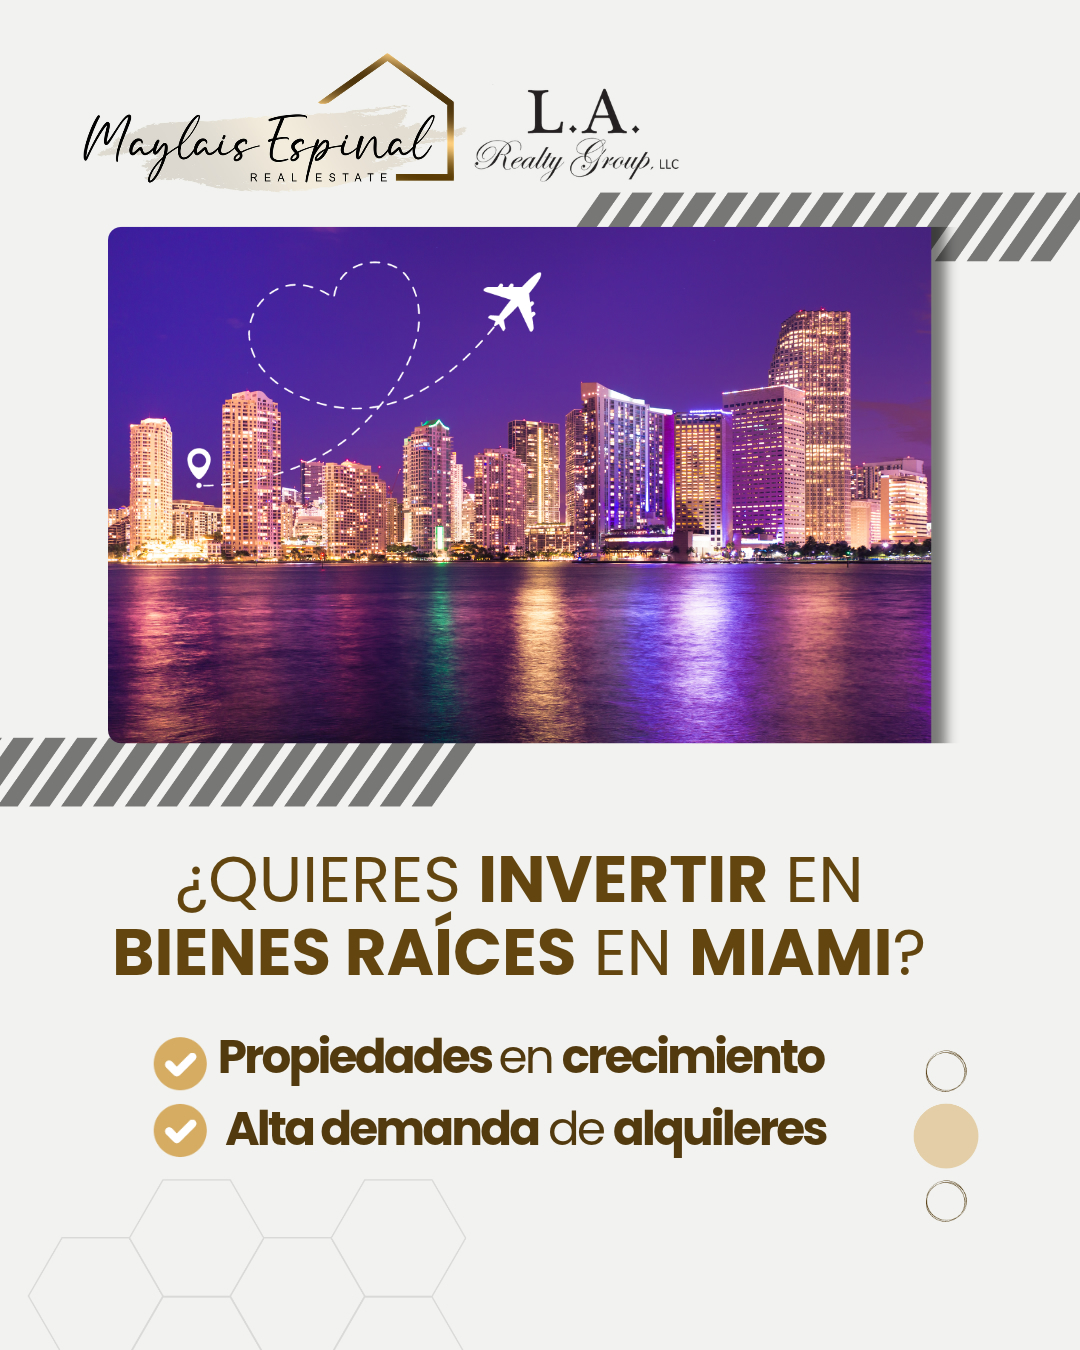 Maylais Espinal
REAL ESTATE
L.A.
Realty Group, LLC
¿QUIERES INVERTIR EN
BIENES RAÍCES EN MIAMI?
Propiedades en crecimiento
Alta demanda de alquileres